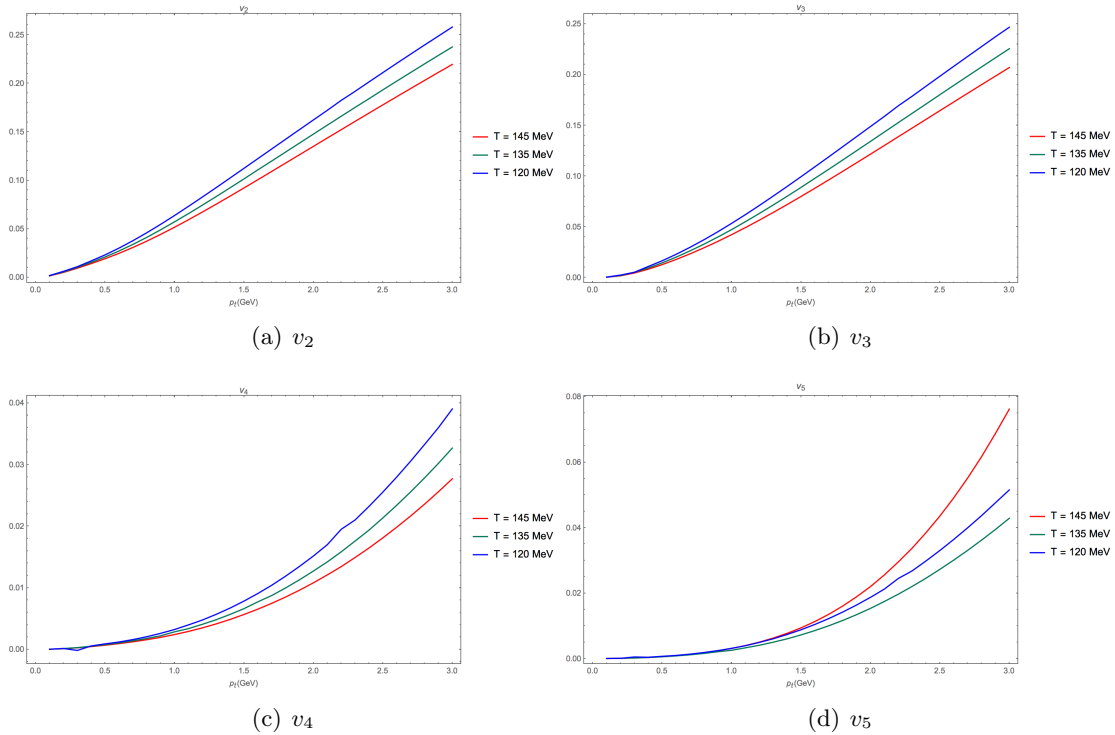 v2
0.25
0.20
0.15
0.10
0.05
0.00
0.0 0.5 1.0 1.5 2.0 2.5 3.0
pt(GeV)
T = 145 MeV
T = 135 MeV
T = 120 MeV
(a) v2
v3
0.25
0.20
0.15
0.10
0.05
0.00
0.0 0.5 1.0 1.5 2.0 2.5 3.0
pt(GeV)
T = 145 MeV
T = 135 MeV
T = 120 MeV
(b) v3
v4
0.04
0.03
0.02
0.01
0.00
0.0 0.5 1.0 1.5 2.0 2.5 3.0
pt(GeV)
T = 145 MeV
T = 135 MeV
T = 120 MeV
(c) v4
v5
0.08
0.06
0.04
0.02
0.00
0.0 0.5 1.0 1.5 2.0 2.5 3.0
pt(GeV)
T = 145 MeV
T = 135 MeV
T = 120 MeV
(d) v5